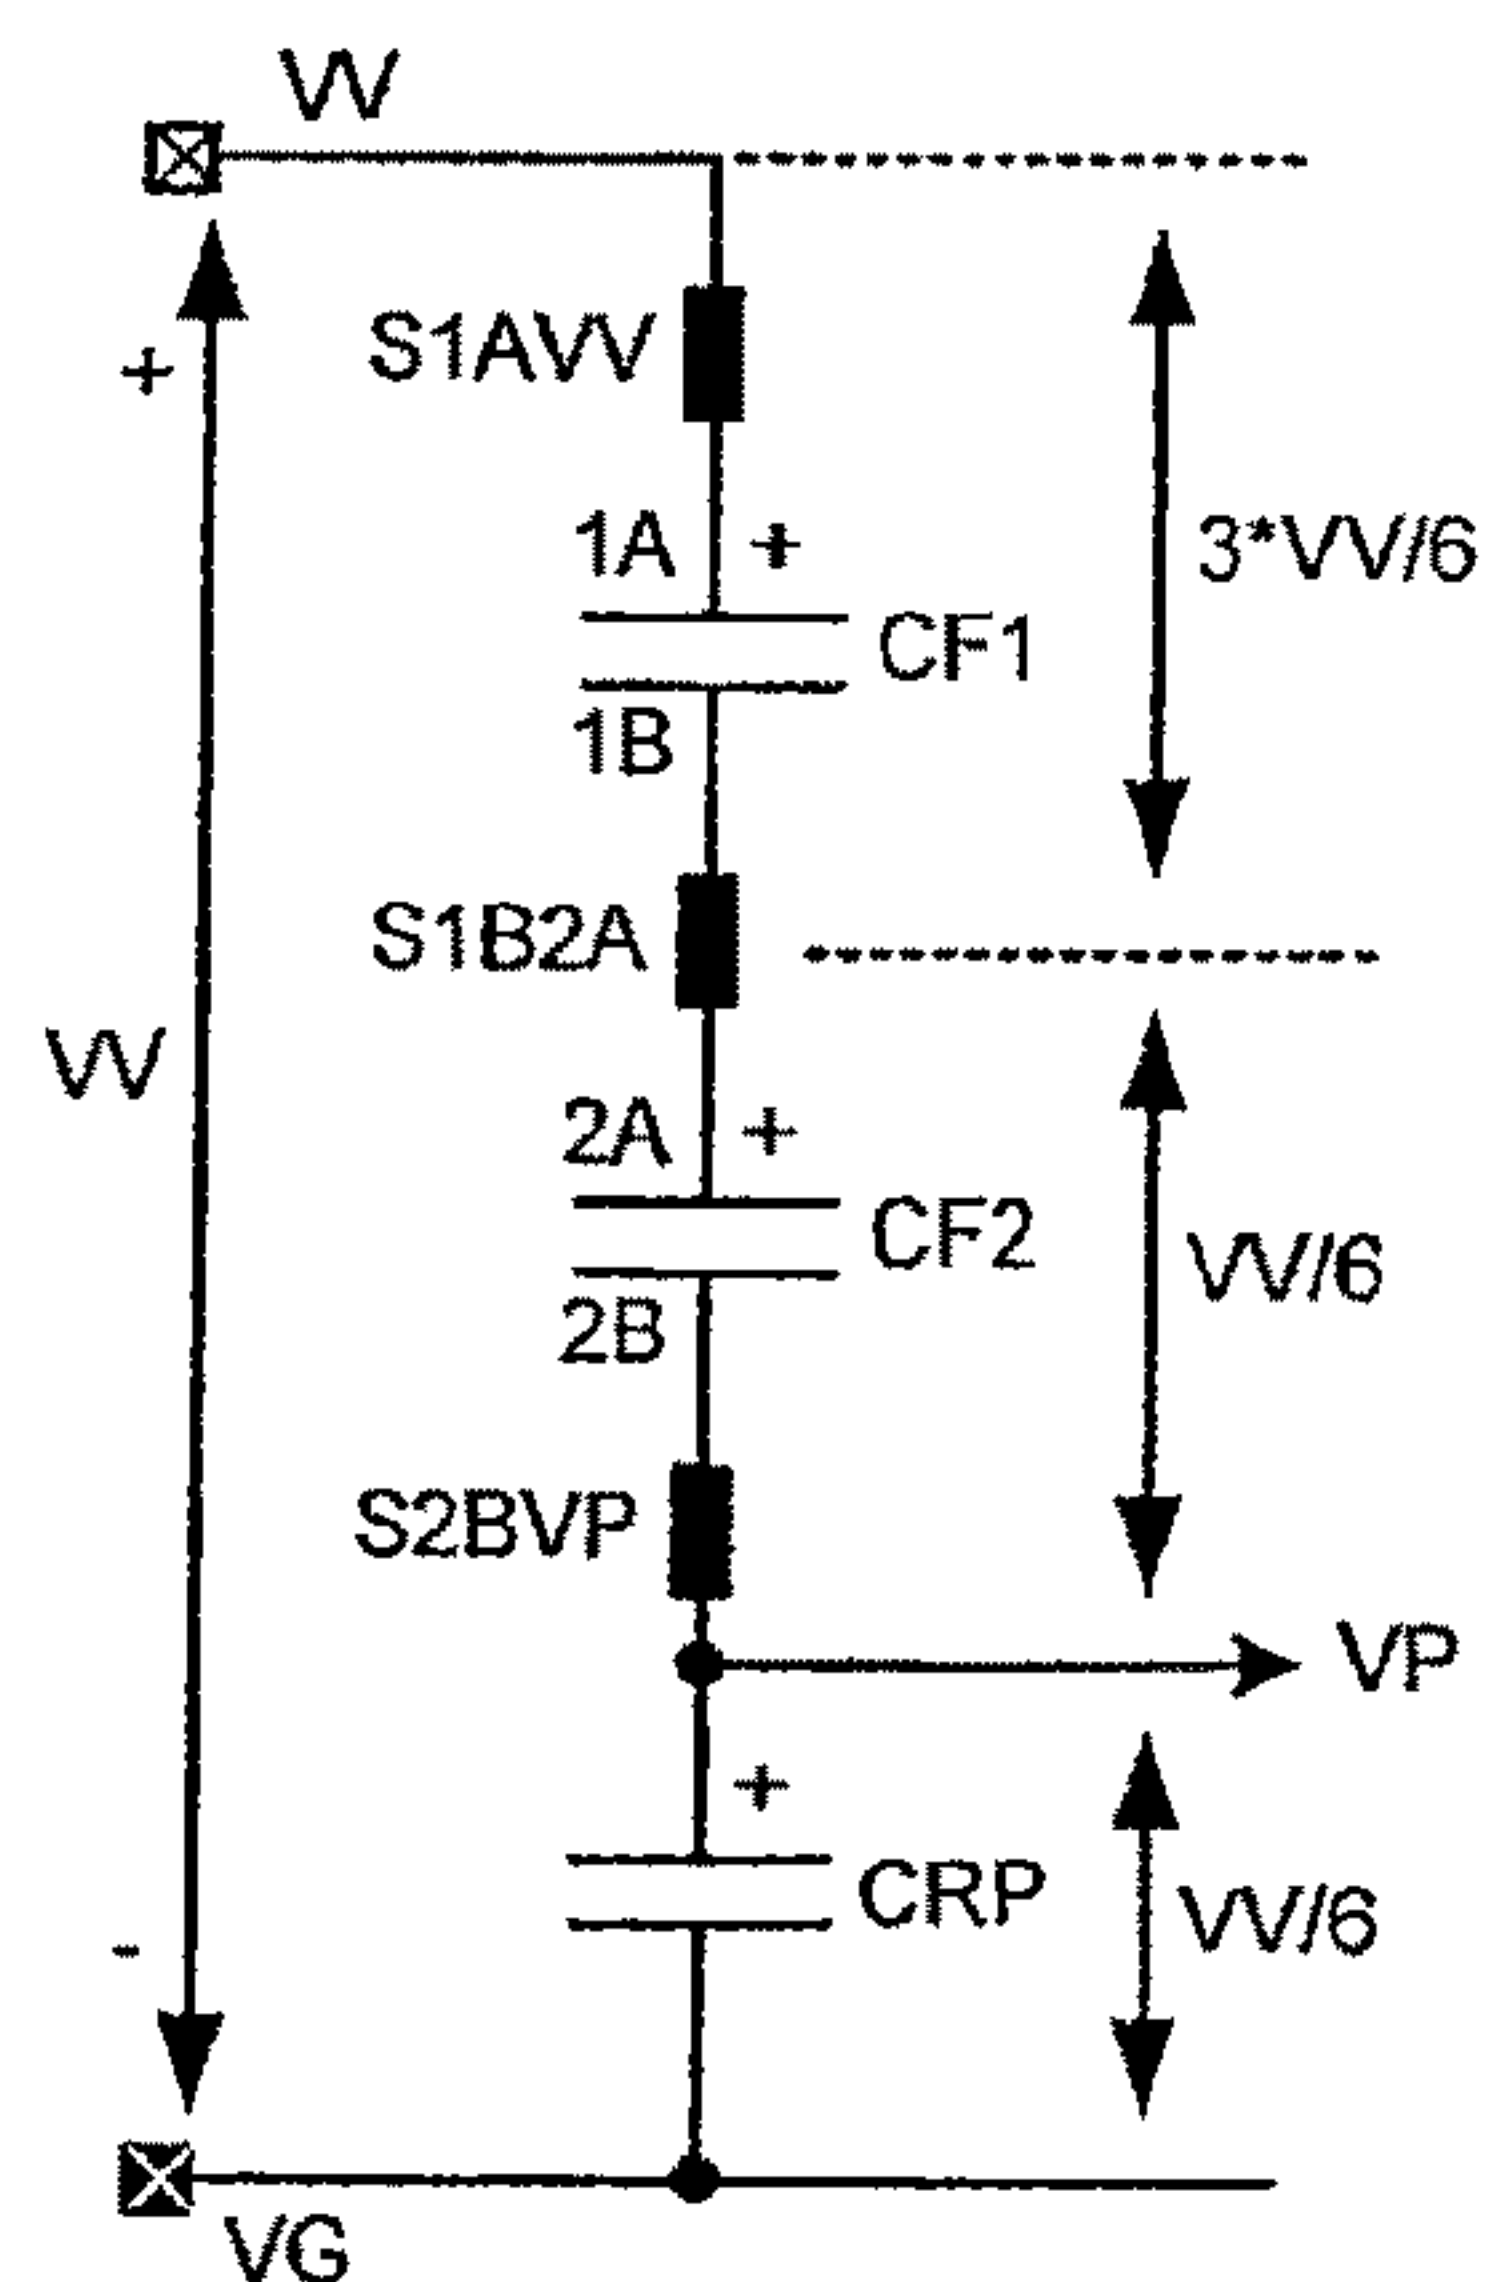 VV
+
S1AVV
3*VV/6
1A +
CF1
1B
S1B2A
VV
2A +
CF2
VV/6
2B
S2BVP
VP
+
CRP
VV/6
-
VG